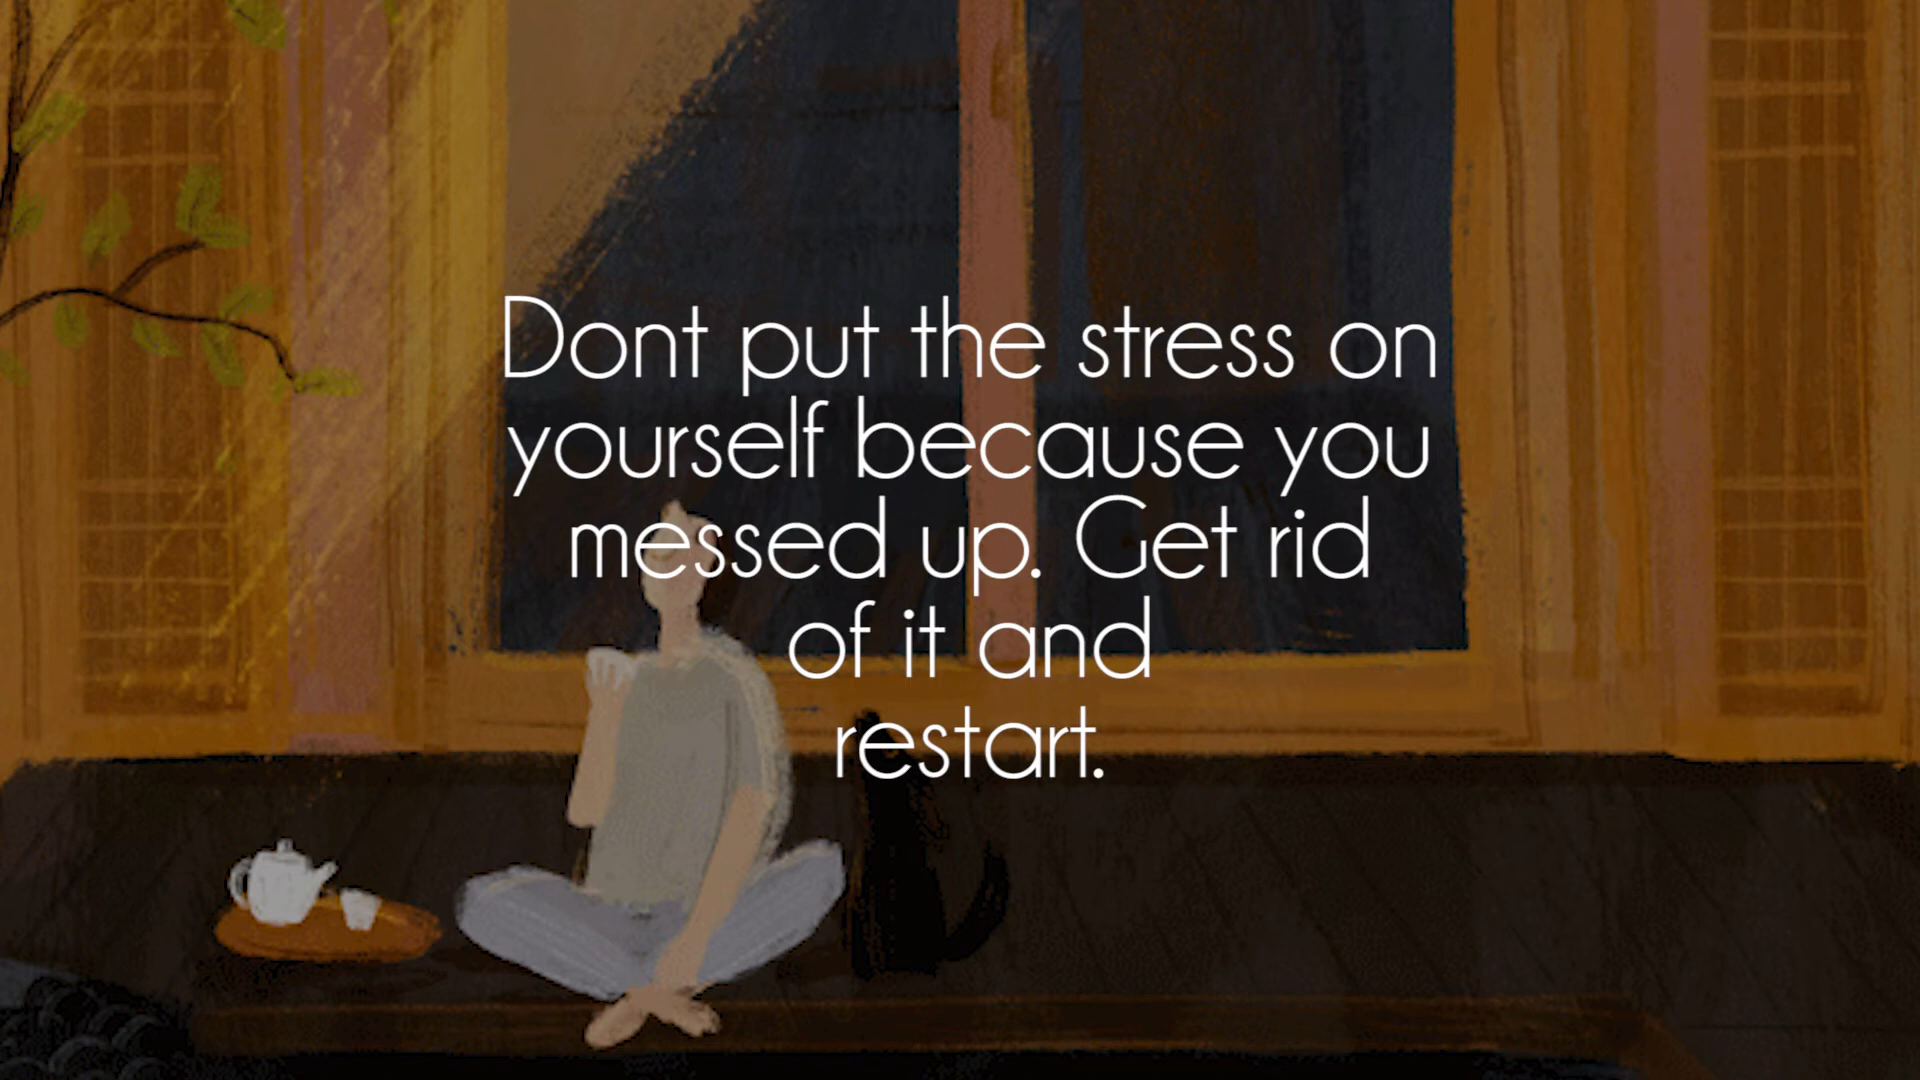 Dont put the stress on
yourself because you
messed up. Get rid
of it and
restart.